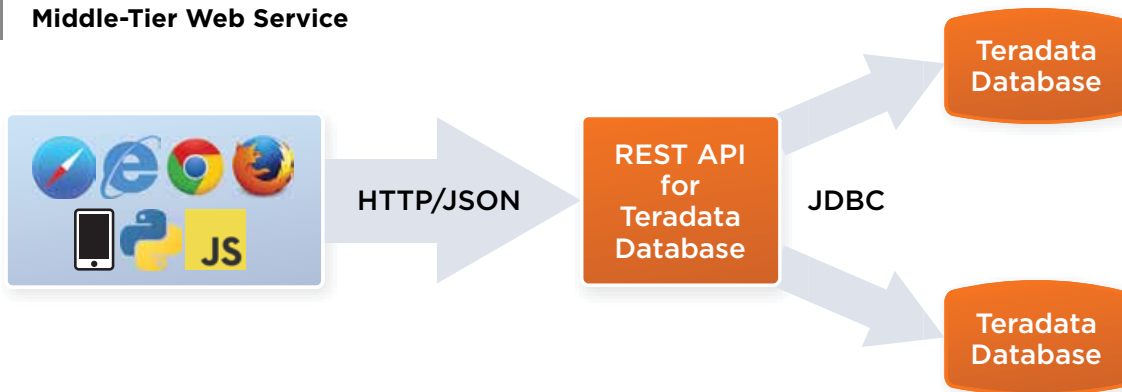 Middle-Tier Web Service
JS
HTTP/JSON
REST API
for
Teradata
Database
JDBC
Teradata
Database
Teradata
Database